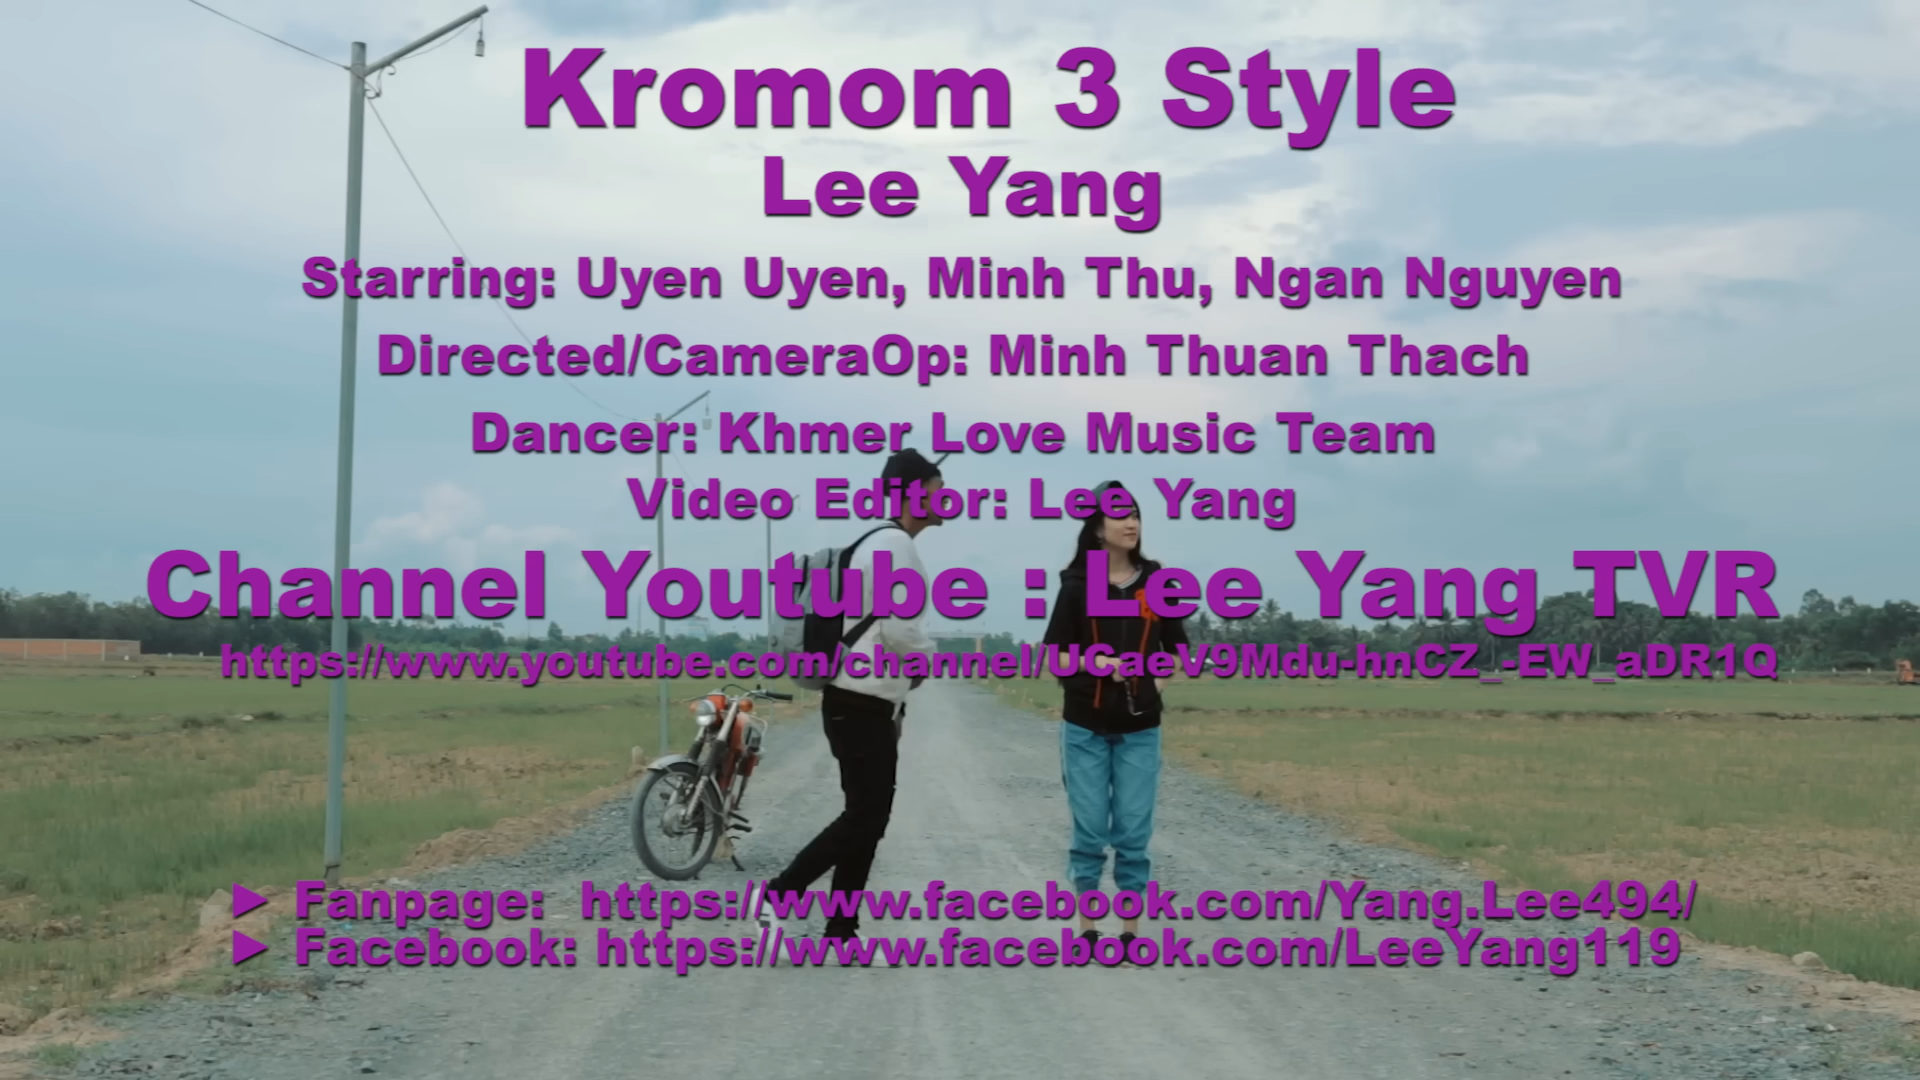 Kromom 3 Style
Lee Yang
Starring: Uyen Uyen, Minh Thu, Ngan Nguyen
Directed/CameraOp: Minh Thuan Thach
Dancer: Khmer Love Music Team
Video Editor: Lee Yang
Channel Youtube : Lee Yang TVR
https://www.youtube.com/channel/UCaeV9Mdu-hnCZ_-EW_aDR1Q
► Fanpage: https://www.facebook.com/Yang.Lee494/
► Facebook: https://www.facebook.com/LeeYang119